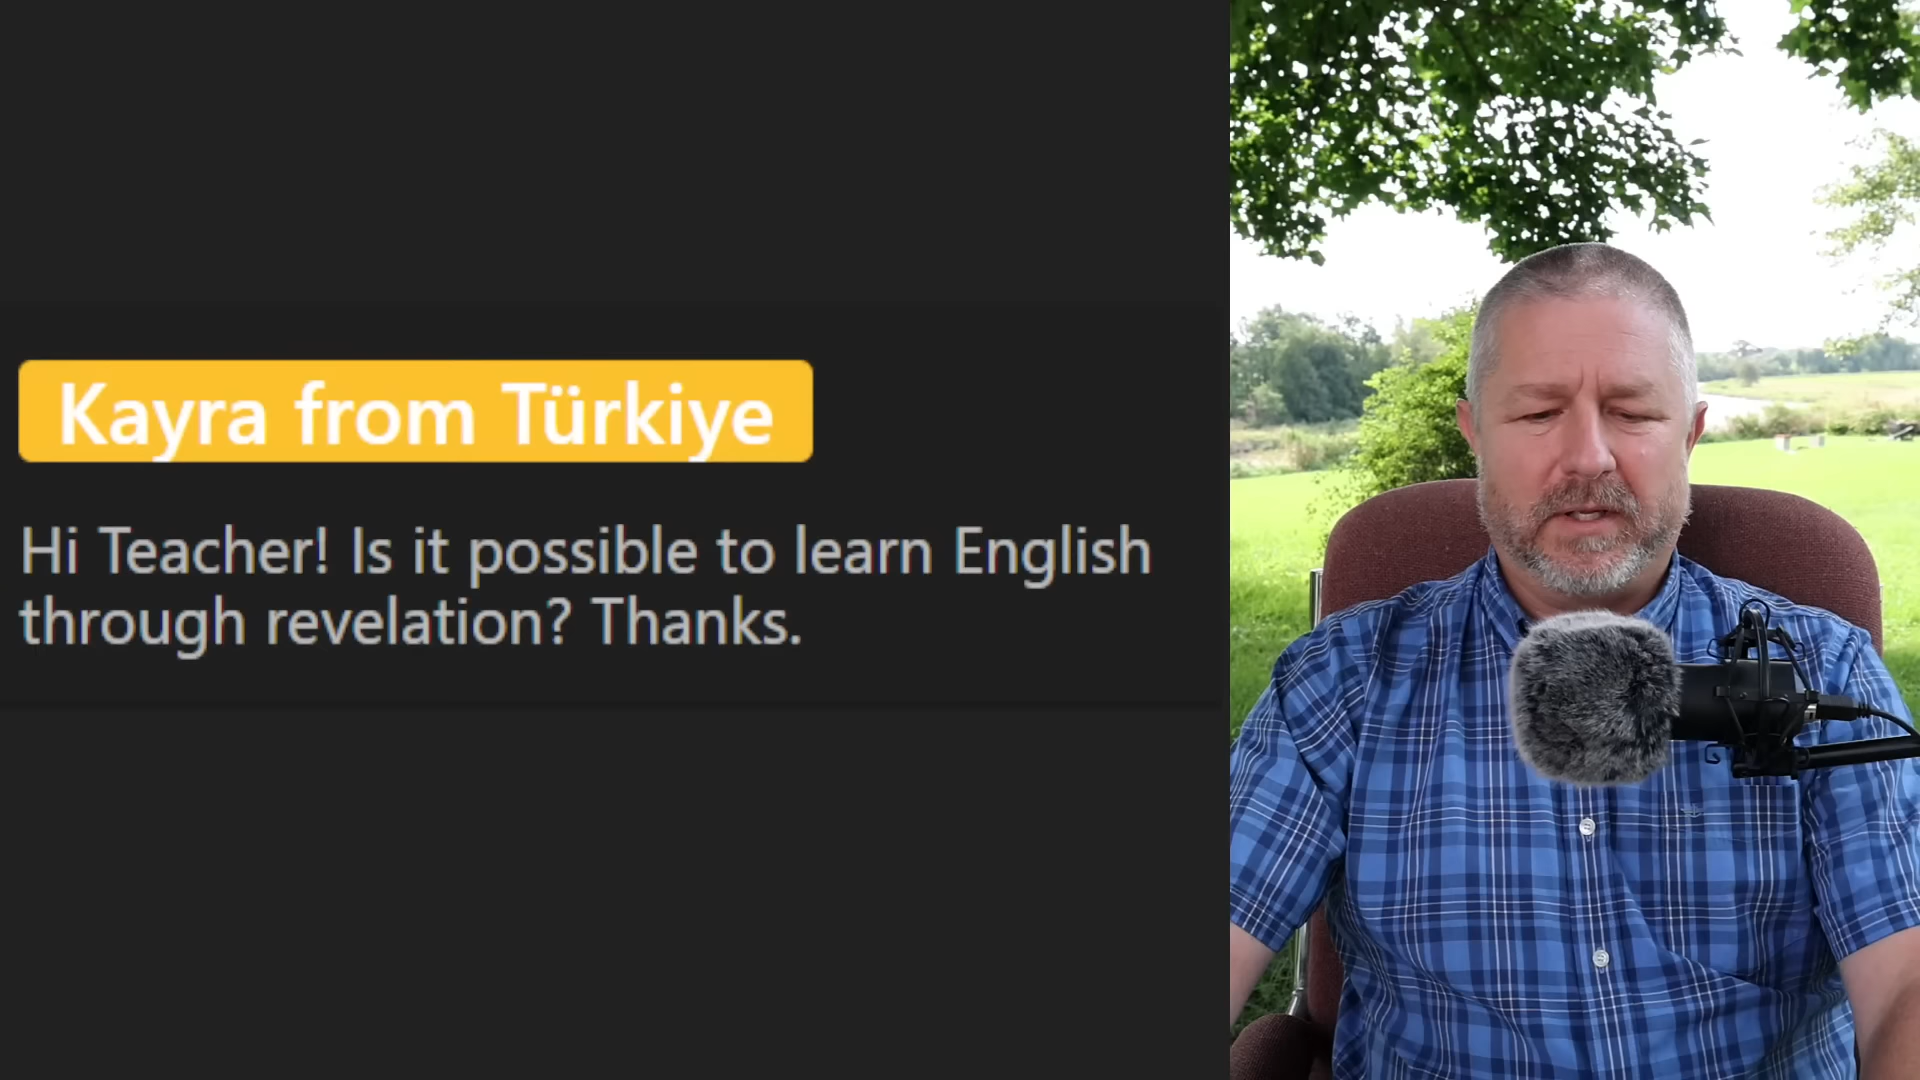 Kayra from Türkiye
Hi Teacher! Is it possible to learn English
through revelation? Thanks.